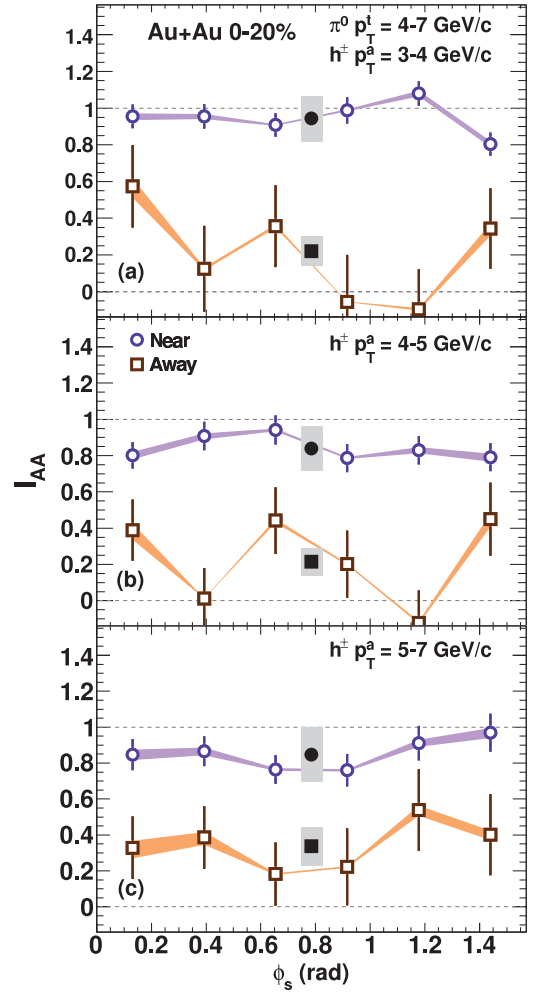 Au+Au 0-20%
π⁰ p_T^t = 4-7 GeV/c
h± p_T^a = 3-4 GeV/c
1.4
1.2
1
0.8
0.6
0.4
0.2
0
(a)
Near
Away
h± p_T^a = 4-5 GeV/c
1.4
1.2
1
0.8
0.6
0.4
0.2
0
I_AA
(b)
h± p_T^a = 5-7 GeV/c
1.4
1.2
1
0.8
0.6
0.4
0.2
0
(c)
0 0.2 0.4 0.6 0.8 1 1.2 1.4
ϕ_s (rad)